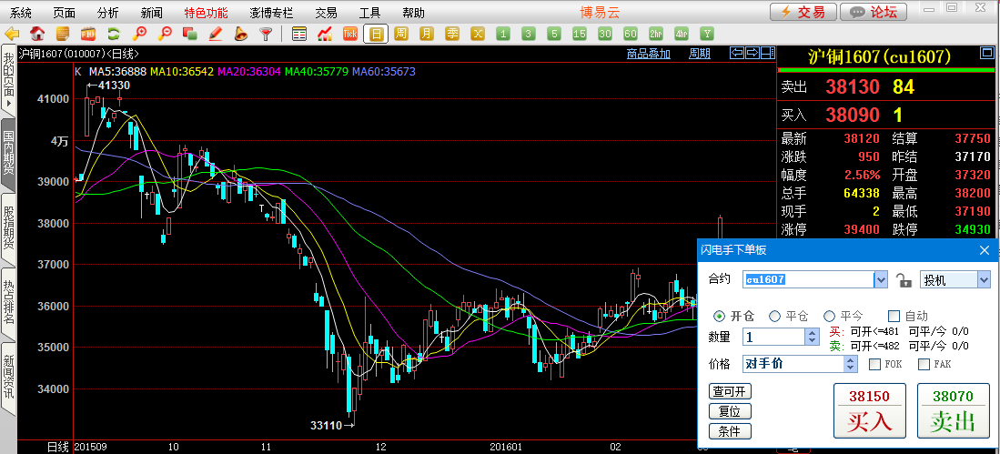 系统 页面 分析 新闻 特色功能 澎博专栏 交易 工具 帮助 博易云 交易 论坛
Tick 日 周 月 季 X 1 3 5 15 30 60 2hr 4hr Y
沪铜1607(010007)<日线> 商品叠加 周期
K MA5:36888 MA10:36542 MA20:36304 MA40:35779 MA60:35673
我的页面
国内期货
股指期货
热点排名
新闻资讯
41330
41000
4万
39000
38000
37000
36000
35000
34000
33110
日线 201509 10 11 12 201601 02
沪铜1607(cu1607)
卖出 38130 84
买入 38090 1
最新 38120 结算 37750
涨跌 950 昨结 37170
幅度 2.56% 开盘 37320
总手 64338 最高 38200
现手 2 最低 37190
涨停 39400 跌停 34930
闪电手下单板
合约 cu1607 投机
开仓 平仓 平今 自动
数量 1 买: 可开<=481 可平/今 0/0
卖: 可开<=482 可平/今 0/0
价格 对手价 FOK FAK
查可开
复位
条件
38150
买入
38070
卖出